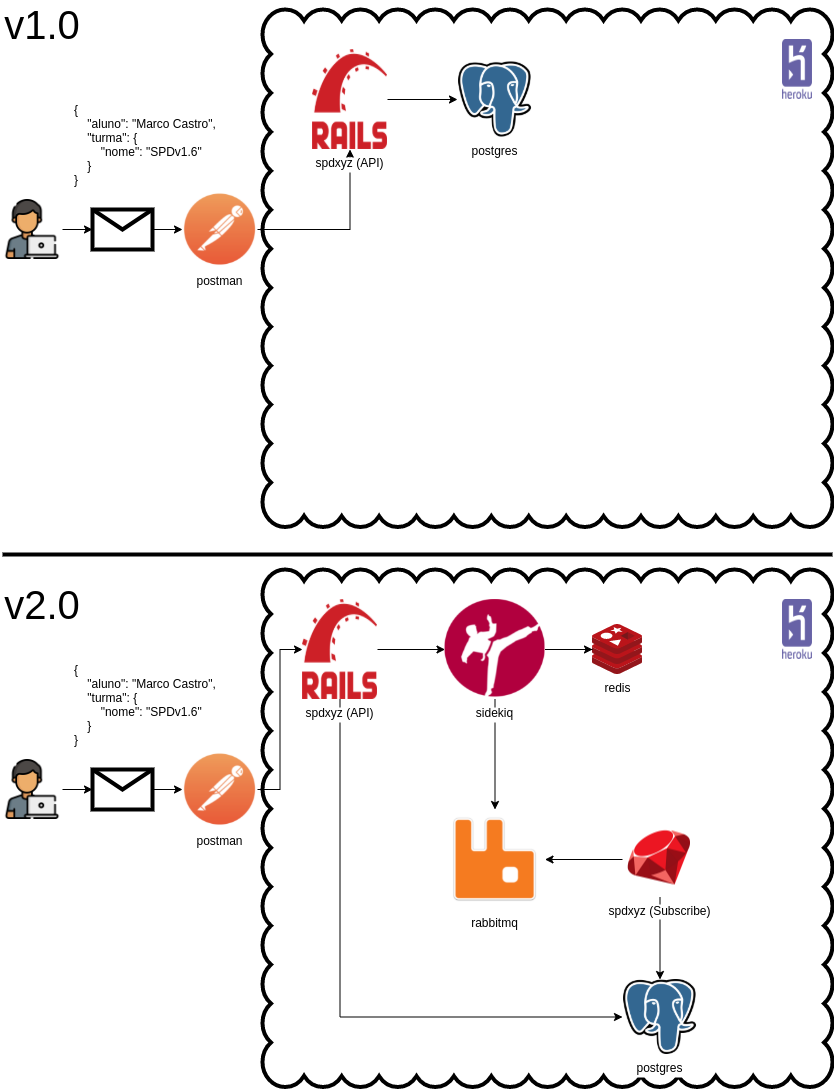 v1.0
{
"aluno": "Marco Castro",
"turma": {
"nome": "SPDv1.6"
}
}
postman
RAILS
spdxyz (API)
postgres
heroku
v2.0
{
"aluno": "Marco Castro",
"turma": {
"nome": "SPDv1.6"
}
}
postman
RAILS
spdxyz (API)
sidekiq
redis
heroku
rabbitmq
spdxyz (Subscribe)
postgres